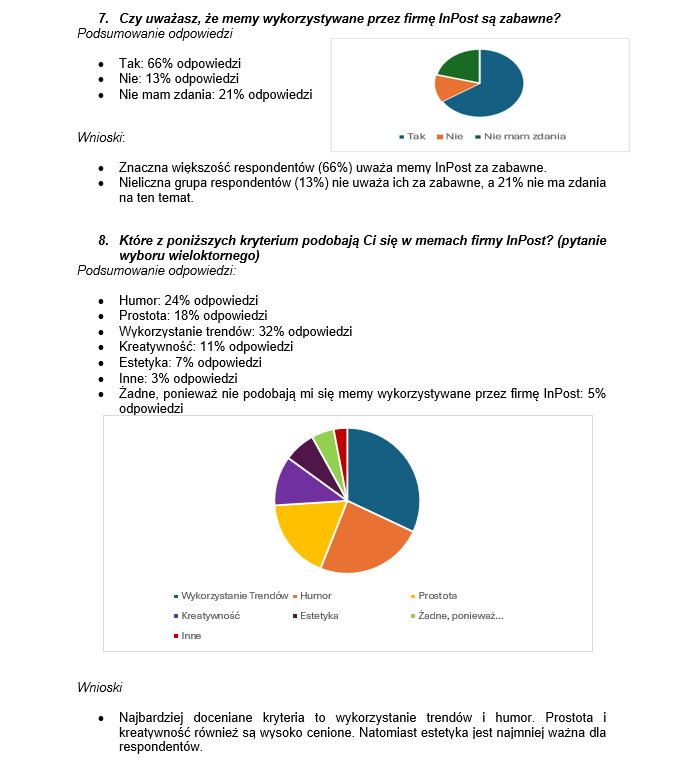 7. Czy uważasz, że memy wykorzystywane przez firmę InPost są zabawne?
Podsumowanie odpowiedzi
• Tak: 66% odpowiedzi
• Nie: 13% odpowiedzi
• Nie mam zdania: 21% odpowiedzi
Tak Nie Nie mam zdania
Wnioski:
• Znaczna większość respondentów (66%) uważa memy InPost za zabawne.
• Nieliczna grupa respondentów (13%) nie uważa ich za zabawne, a 21% nie ma zdania
na ten temat.
8. Które z poniższych kryterium podobają Ci się w memach firmy InPost? (pytanie
wyboru wieloktornego)
Podsumowanie odpowiedzi:
• Humor: 24% odpowiedzi
• Prostota: 18% odpowiedzi
• Wykorzystanie trendów: 32% odpowiedzi
• Kreatywność: 11% odpowiedzi
• Estetyka: 7% odpowiedzi
• Inne: 3% odpowiedzi
• Żadne, ponieważ nie podobają mi się memy wykorzystywane przez firmę InPost: 5%
odpowiedzi
Wykorzystanie Trendów Humor Prostota
Kreatywność Estetyka Żadne, ponieważ...
Inne
Wnioski
• Najbardziej doceniane kryteria to wykorzystanie trendów i humor. Prostota i
kreatywność również są wysoko cenione. Natomiast estetyka jest najmniej ważna dla
respondentów.